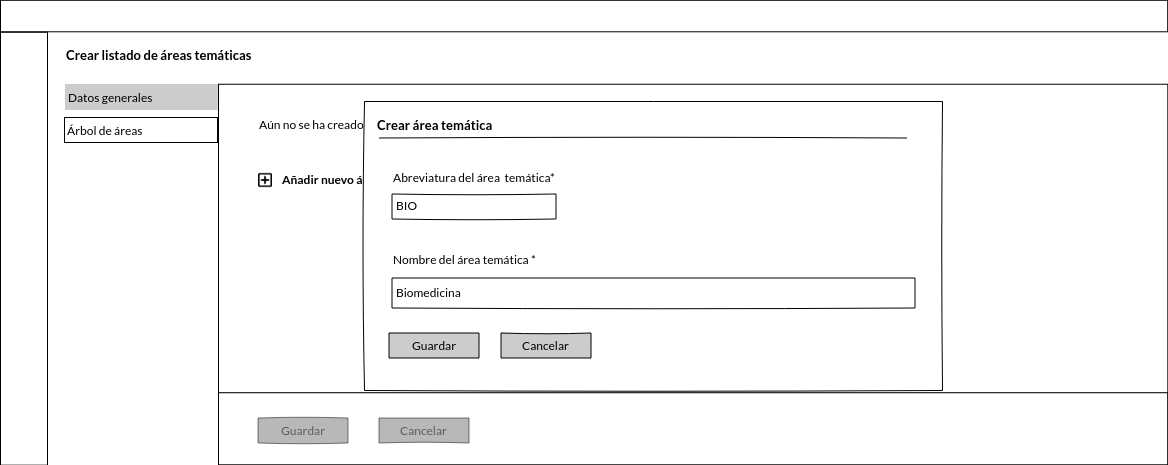 Crear listado de áreas temáticas
Datos generales
Árbol de áreas
Aún no se ha creado
Añadir nuevo á
Crear área temática
Abreviatura del área temática*
BIO
Nombre del área temática *
Biomedicina
Guardar Cancelar
Guardar Cancelar